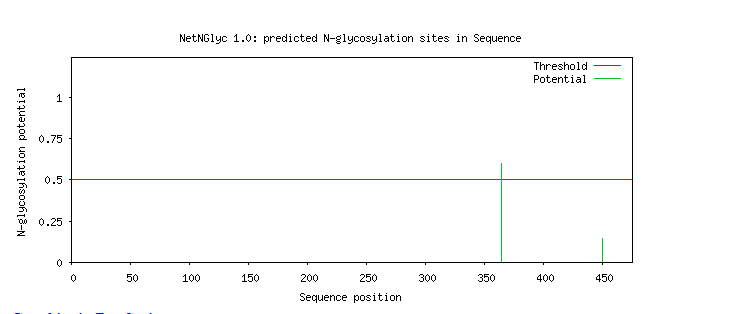 NetNGlyc 1.0: predicted N-glycosylation sites in Sequence
Threshold
Potential
N-glycosylation potential
1
0.75
0.5
0.25
0
0 50 100 150 200 250 300 350 400 450
Sequence position